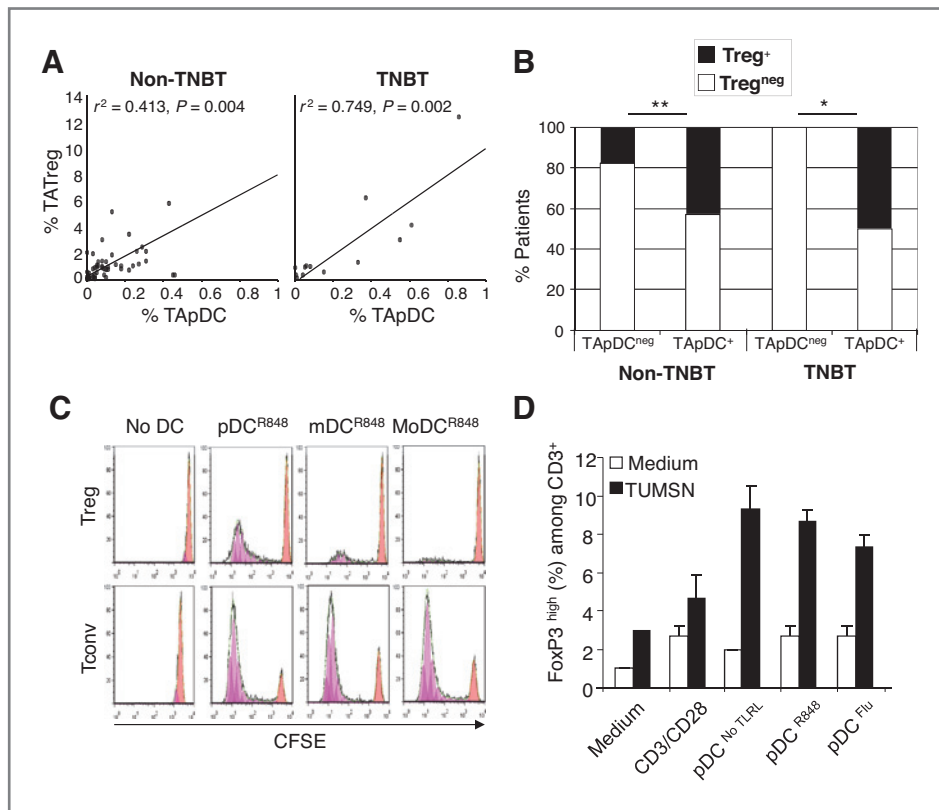 A
Non-TNBT
TNBT
r² = 0.413, P = 0.004
r² = 0.749, P = 0.002
14
12
10
8
6
4
2
0
% TATreg
0 0.2 0.4 0.6 0.8 1
0 0.2 0.4 0.6 0.8 1
% TApDC
% TApDC
B
Treg⁺
Tregⁿᵉᵍ
**
*
100
80
60
40
20
0
% Patients
TApDCⁿᵉᵍ TApDC⁺ TApDCⁿᵉᵍ TApDC⁺
Non-TNBT
TNBT
C
No DC pDCᴿ⁸⁴⁸ mDCᴿ⁸⁴⁸ MoDCᴿ⁸⁴⁸
Treg
Tconv
CFSE
D
FoxP3 ʰⁱᵍʰ (%) among CD3⁺
Medium
TUMSN
12
10
8
6
4
2
0
Medium
CD3/CD28
pDC No TLRL
pDC R848
pDC Flu